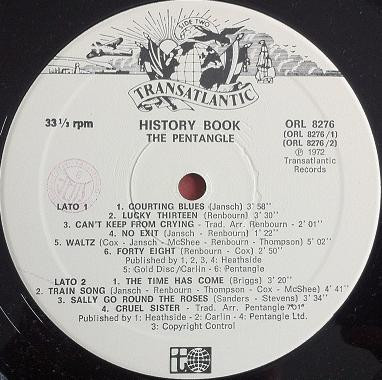 SIDE TWO
TRANSATLANTIC
33 1/3 rpm
HISTORY BOOK
THE PENTANGLE
ORL 8276
(ORL 8276/1)
(ORL 8276/2)
℗ 1972
Transatlantic
Records
LATO 1 1. COURTING BLUES (Jansch) 3'58''
2. LUCKY THIRTEEN (Renbourn) 3'30''
3. CAN'T KEEP FROM CRYING - Trad. Arr. Renbourn - 2'01''
4. NO EXIT (Jansch - Renbourn) 1'22''
5. WALTZ (Cox - Jansch - McShee - Renbourn - Thompson) 5'02''
6. FORTY EIGHT (Renbourn - Cox) 2'50''
Published by 1, 2, 3, 4: Heathside
5: Gold Disc/Carlin - 6: Pentangle
LATO 2 1. THE TIME HAS COME (Briggs) 3'20''
2. TRAIN SONG (Jansch - Renbourn - Thompson - Cox - McShee) 4'41''
3. SALLY GO ROUND THE ROSES (Sanders - Stevens) 3'34''
4. CRUEL SISTER - Trad. Arr. Pentangle 7'01''
Published by 1: Heathside - 2: Carlin - 4: Pentangle Ltd.
3: Copyright Control